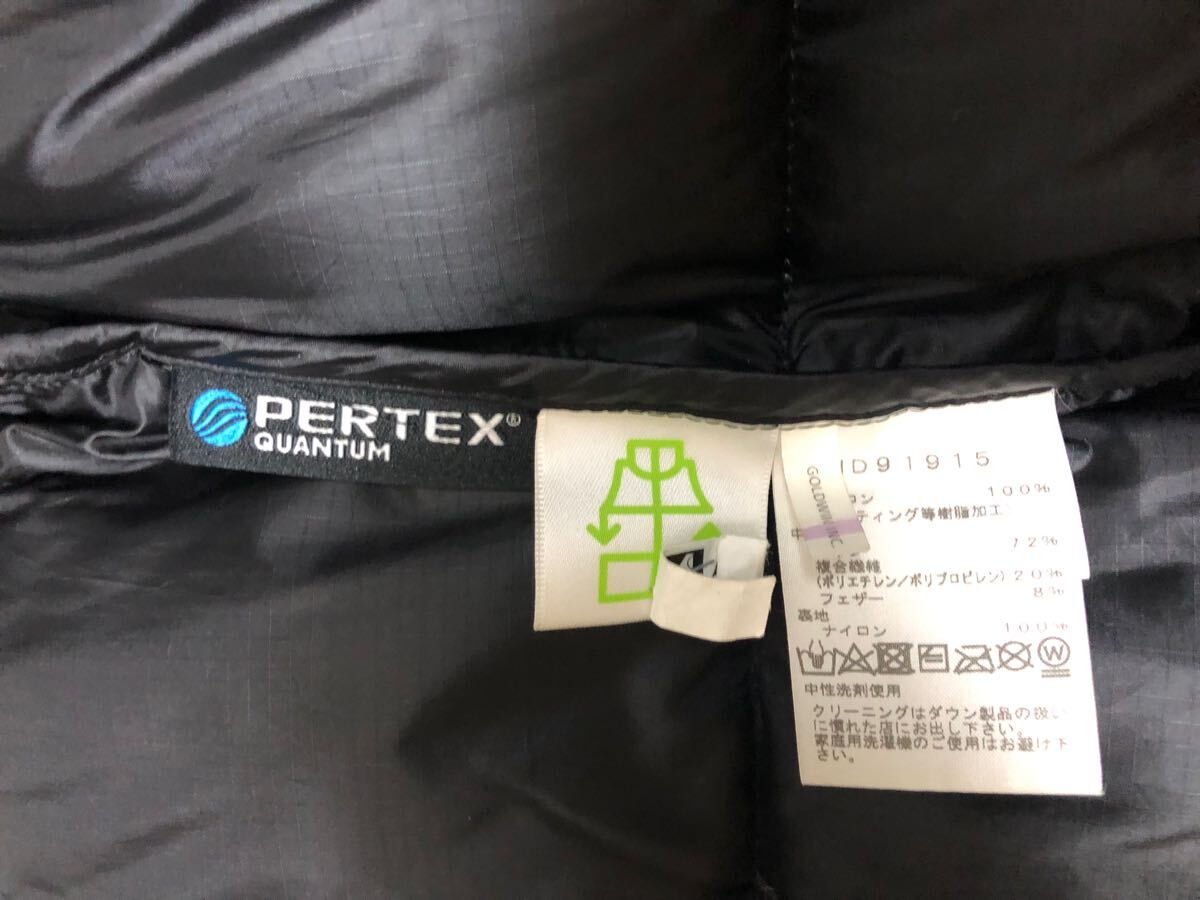 PERTEX®
QUANTUM
GOLDWIN INC.
ND91915
100%
ティング等樹脂加工
72%
複合繊維
(ポリエチレン/ポリプロピレン)20%
フェザー 8%
裏地
ナイロン 100%
W
中性洗剤使用
クリーニングはダウン製品の扱い
に慣れた店にお出し下さい。
家庭用洗濯機のご使用はお避け下
さい。